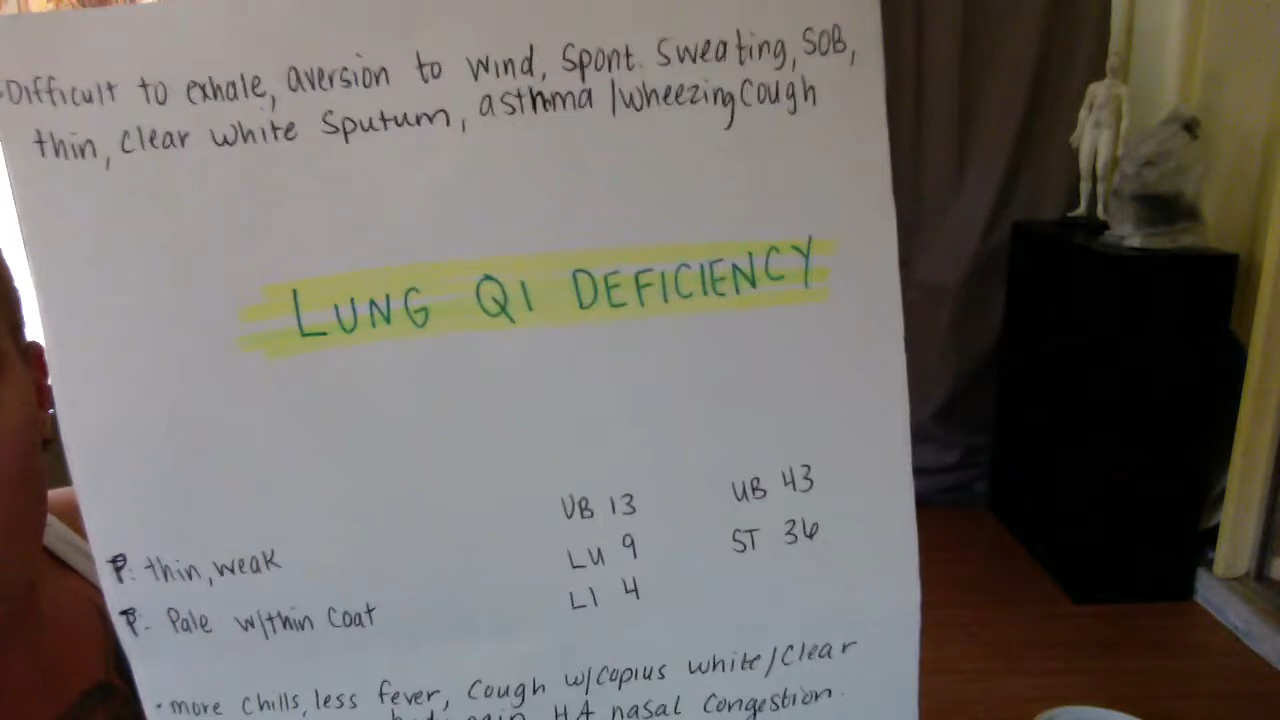 Difficult to exhale, aversion to wind, spont. sweating, SOB,
thin, clear white sputum, asthma/wheezing cough
LUNG QI DEFICIENCY
UB 13 UB 43
LU 9 ST 36
LI 4
P: thin, weak
Pale w/thin coat
• more chills, less fever, cough w/copius white/clear
HA nasal congestion.